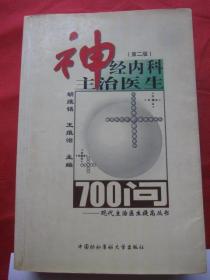 神经内科
(第二版)
主治医生
胡维铭 王维治 主编
700问
——现代主治医生提高丛书
中国协和医科大学出版社